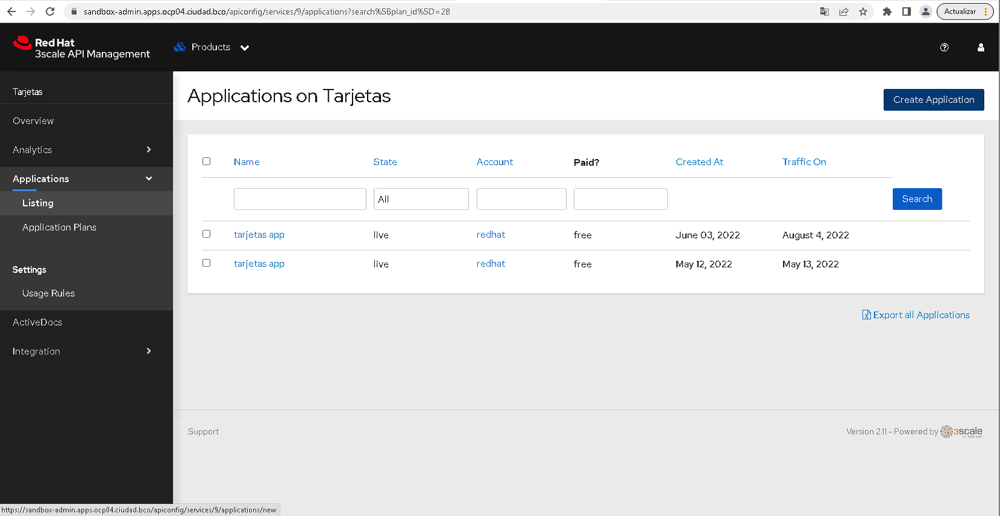 sandbox-admin.apps.ocp04.ciudad.bco/apiconfig/services/9/applications?search%5Bplan_id%5D=28
Actualizar
Red Hat
3scale API Management
Products
Tarjetas
Overview
Analytics
Applications
Listing
Application Plans
Settings
Usage Rules
ActiveDocs
Integration
Applications on Tarjetas
Create Application
Name State Account Paid? Created At Traffic On
All Search
tarjetas app live redhat free June 03, 2022 August 4, 2022
tarjetas app live redhat free May 12, 2022 May 13, 2022
Export all Applications
Support
Version 2.11 - Powered by 3scale
BY RED HAT
https://sandbox-admin.apps.ocp04.ciudad.bco/apiconfig/services/9/applications/new